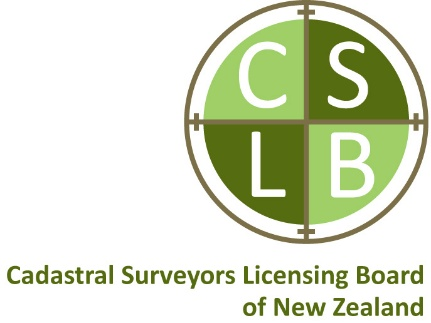 C S
L B
Cadastral Surveyors Licensing Board
of New Zealand